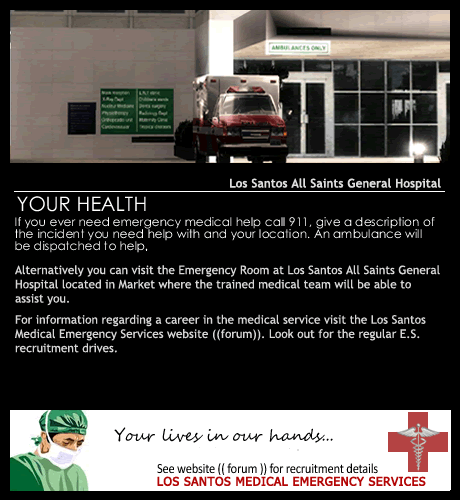 AMBULANCES ONLY
Los Santos All Saints General Hospital
YOUR HEALTH
If you ever need emergency medical help call 911, give a description of
the incident you need help with and your location. An ambulance will
be dispatched to help.
Alternatively you can visit the Emergency Room at Los Santos All Saints General
Hospital located in Market where the trained medical team will be able to
assist you.
For information regarding a career in the medical service visit the Los Santos
Medical Emergency Services website ((forum)). Look out for the regular E.S.
recruitment drives.
Your lives in our hands...
See website (( forum )) for recruitment details
LOS SANTOS MEDICAL EMERGENCY SERVICES